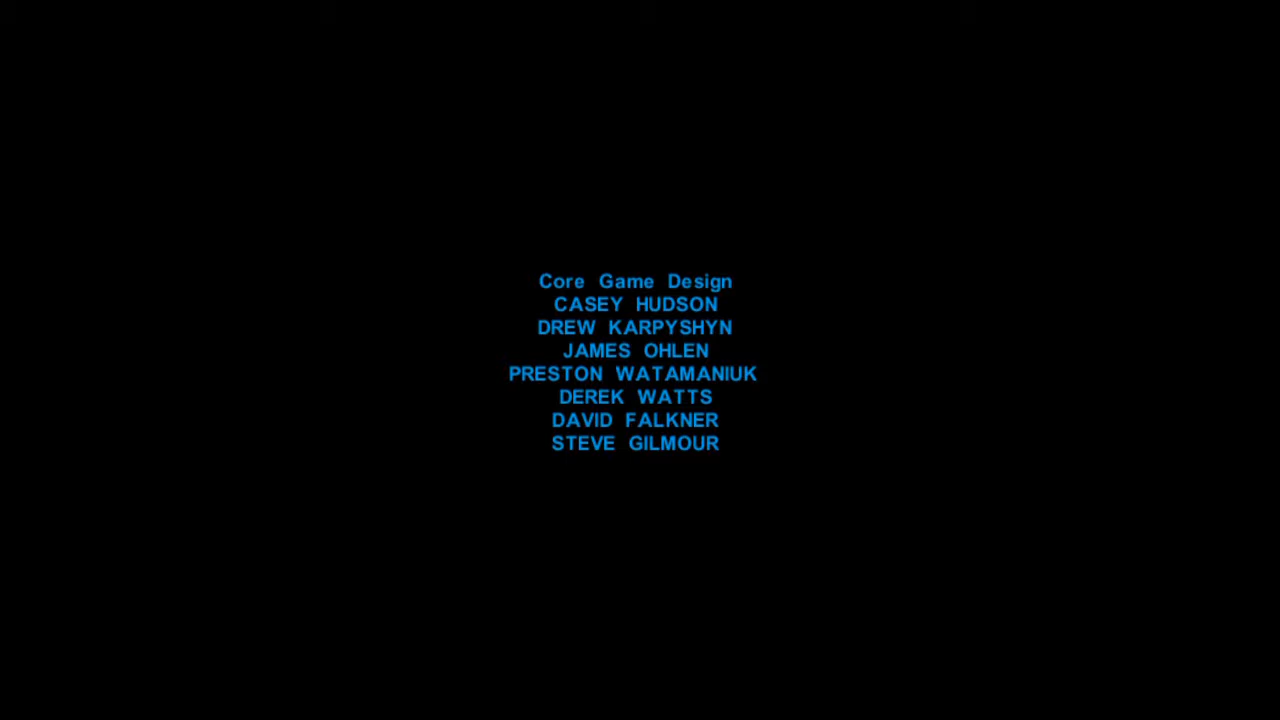 Core Game Design
CASEY HUDSON
DREW KARPYSHYN
JAMES OHLEN
PRESTON WATAMANIUK
DEREK WATTS
DAVID FALKNER
STEVE GILMOUR